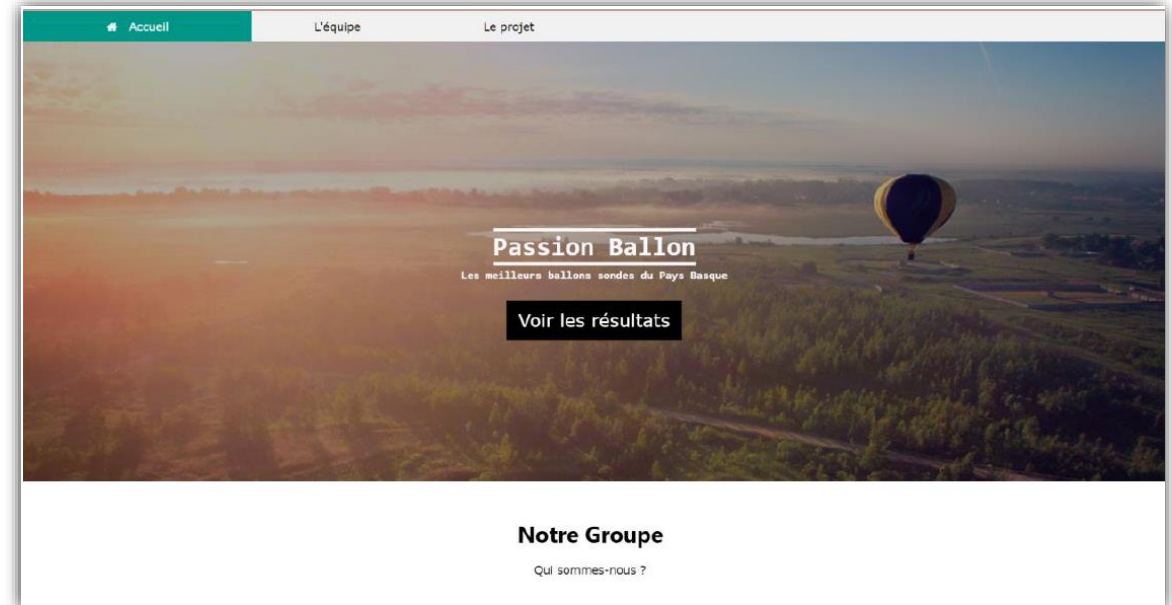 Accueil
L'équipe
Le projet
Passion Ballon
Les meilleurs ballons sondes du Pays Basque
Voir les résultats
Notre Groupe
Qui sommes-nous ?